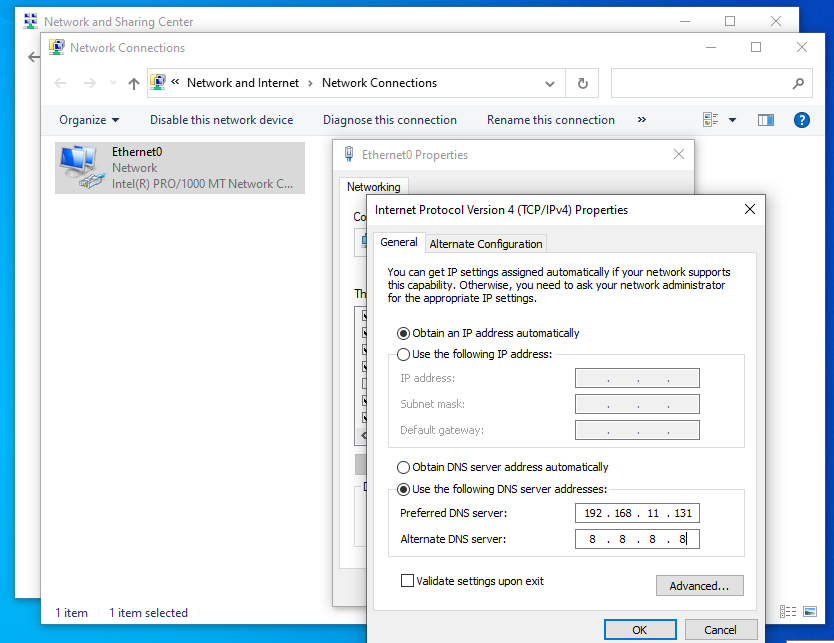 Network and Sharing Center
Network Connections
« Network and Internet › Network Connections
Organize Disable this network device Diagnose this connection Rename this connection »
Ethernet0
Network
Intel(R) PRO/1000 MT Network C...
Ethernet0 Properties
Networking
Co
Th
Internet Protocol Version 4 (TCP/IPv4) Properties
General Alternate Configuration
You can get IP settings assigned automatically if your network supports
this capability. Otherwise, you need to ask your network administrator
for the appropriate IP settings.
Obtain an IP address automatically
Use the following IP address:
IP address: . . .
Subnet mask: . . .
Default gateway: . . .
Obtain DNS server address automatically
Use the following DNS server addresses:
Preferred DNS server: 192 . 168 . 11 . 131
Alternate DNS server: 8 . 8 . 8 . 8
Validate settings upon exit
Advanced...
OK Cancel
1 item 1 item selected